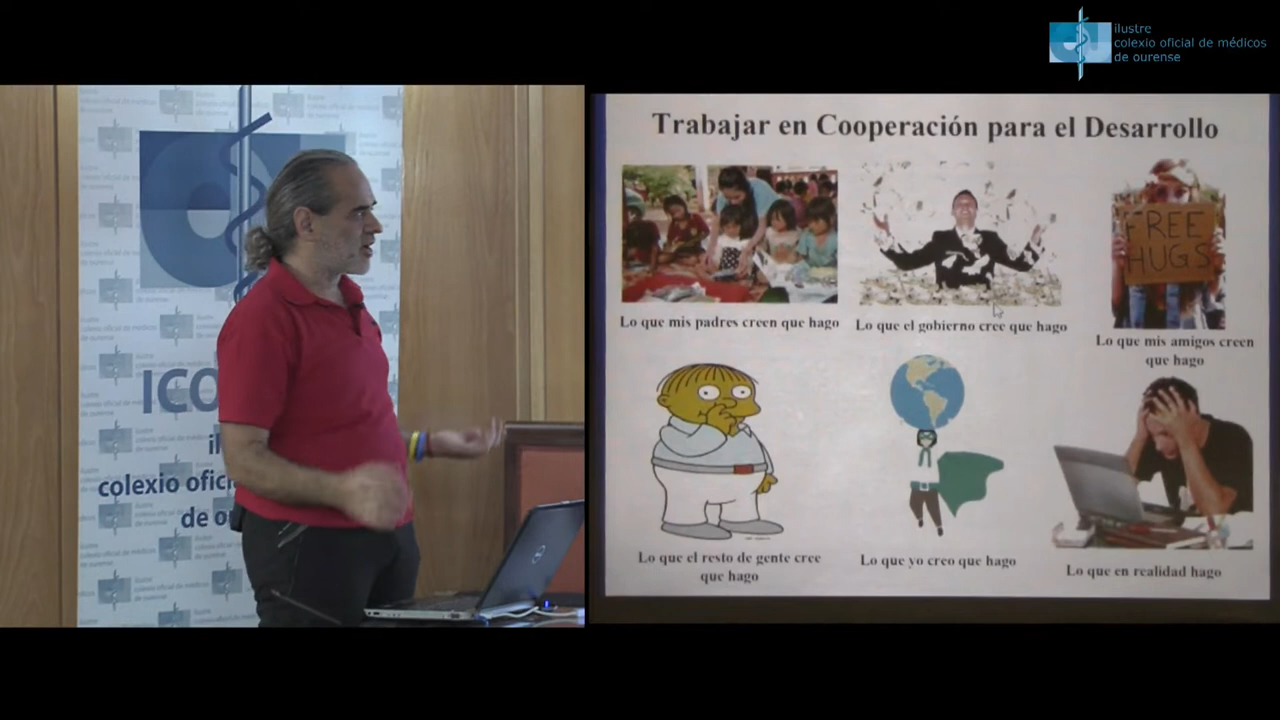 ilustre
colexio oficial de médicos
de ourense
Trabajar en Cooperación para el Desarrollo
FREE
HUGS
Lo que mis padres creen que hago
Lo que el gobierno cree que hago
Lo que mis amigos creen
que hago
Lo que el resto de gente cree
que hago
Lo que yo creo que hago
Lo que en realidad hago
ICO
il
colexio ofici
de ou